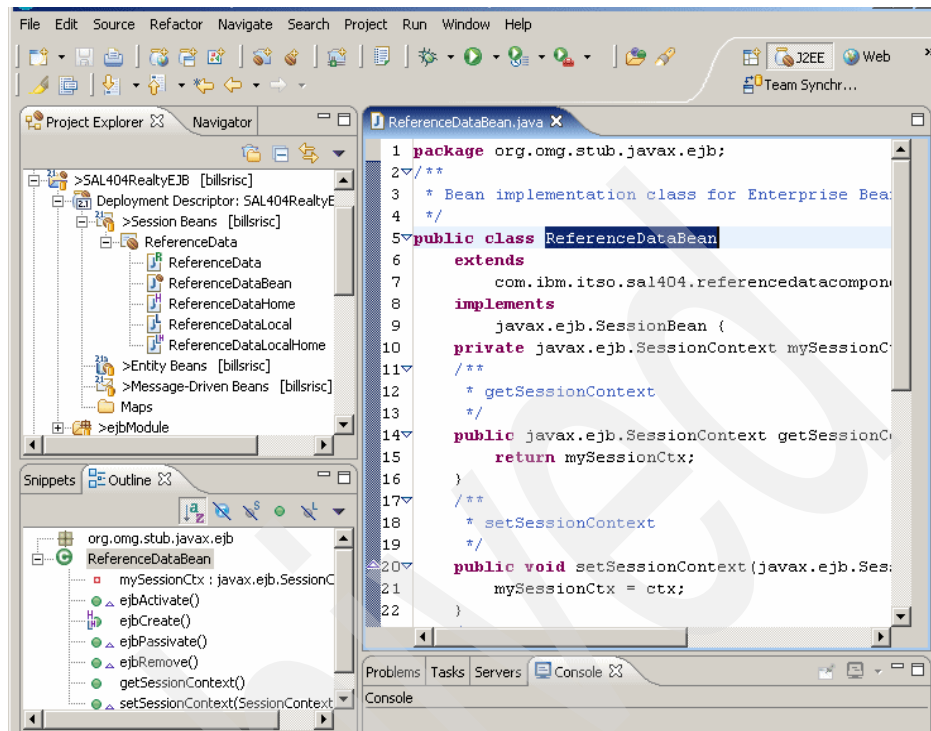 File Edit Source Refactor Navigate Search Project Run Window Help
J2EE Web »
Team Synchr...
Project Explorer Navigator
>SAL404RealtyEJB [billsrisc]
Deployment Descriptor: SAL404RealtyE
>Session Beans [billsrisc]
ReferenceData
ReferenceData
ReferenceDataBean
ReferenceDataHome
ReferenceDataLocal
ReferenceDataLocalHome
>Entity Beans [billsrisc]
>Message-Driven Beans [billsrisc]
Maps
>ejbModule
Snippets Outline
org.omg.stub.javax.ejb
ReferenceDataBean
mySessionCtx : javax.ejb.SessionC
ejbActivate()
ejbCreate()
ejbPassivate()
ejbRemove()
getSessionContext()
setSessionContext(SessionContext
ReferenceDataBean.java
1 package org.omg.stub.javax.ejb;
2 /**
3 * Bean implementation class for Enterprise Bea
4 */
5 public class ReferenceDataBean
6 extends
7 com.ibm.itso.sal404.referencedatacompon
8 implements
9 javax.ejb.SessionBean {
10 private javax.ejb.SessionContext mySessionC
11 /**
12 * getSessionContext
13 */
14 public javax.ejb.SessionContext getSessionC
15 return mySessionCtx;
16 }
17 /**
18 * setSessionContext
19 */
20 public void setSessionContext(javax.ejb.Ses
21 mySessionCtx = ctx;
22 }
Problems Tasks Servers Console
Console